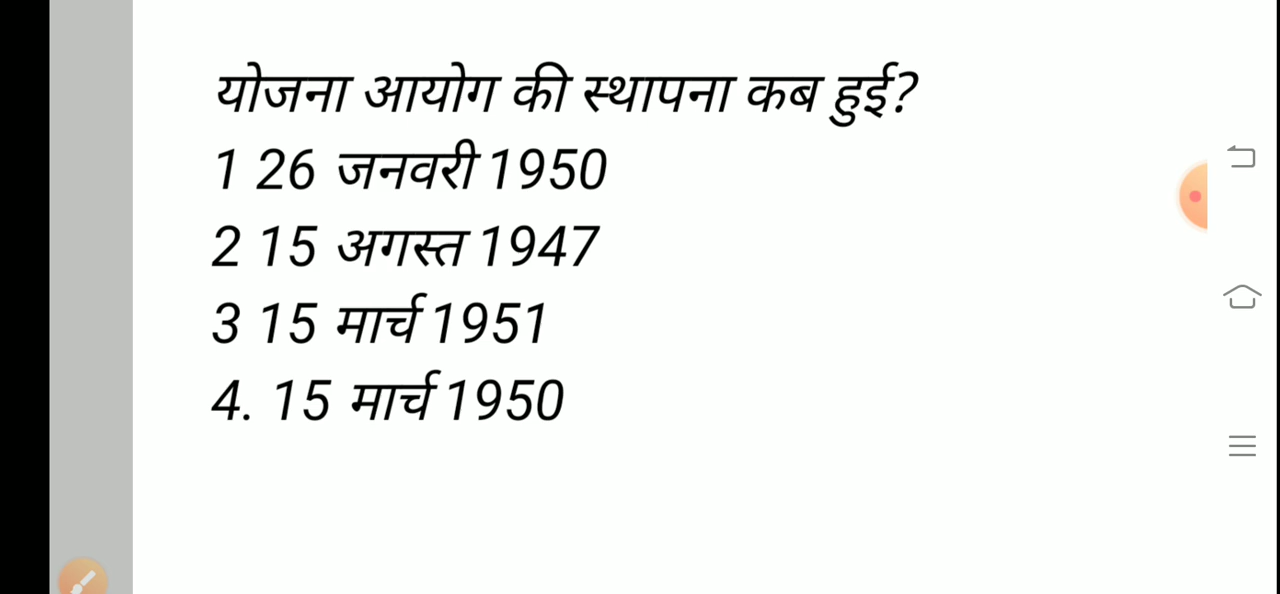 योजना आयोग की स्थापना कब हुई?
1 26 जनवरी 1950
2 15 अगस्त 1947
3 15 मार्च 1951
4. 15 मार्च 1950